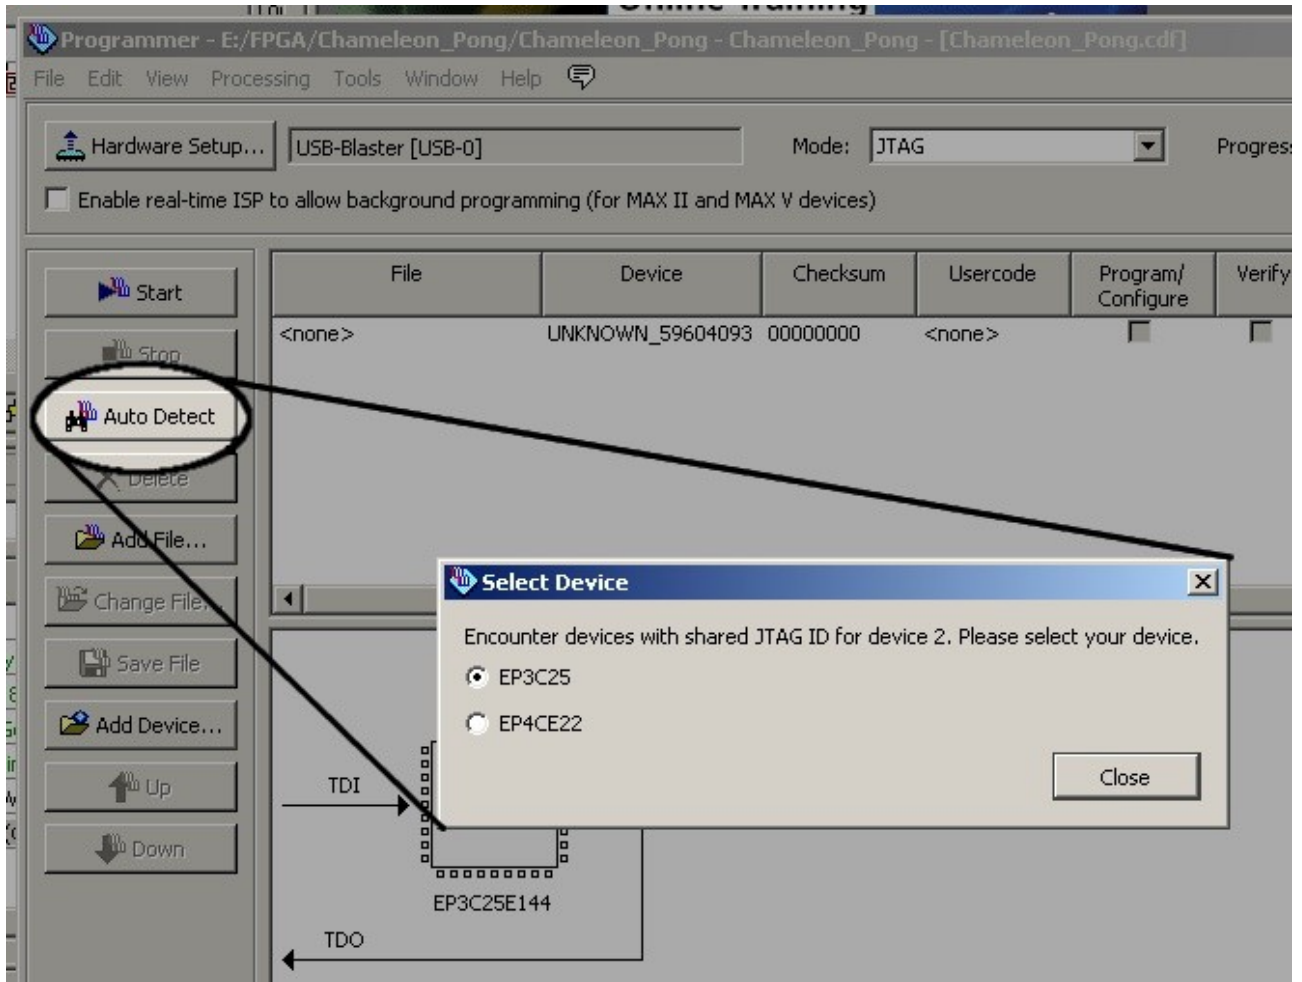 Online Training
Programmer - E:/FPGA/Chameleon_Pong/Chameleon_Pong - Chameleon_Pong - [Chameleon_Pong.cdf]
File Edit View Processing Tools Window Help
Hardware Setup... USB-Blaster [USB-0] Mode: JTAG Progress
Enable real-time ISP to allow background programming (for MAX II and MAX V devices)
File Device Checksum Usercode Program/ Configure Verify
<none> UNKNOWN_59604093 00000000 <none>
Start
Stop
Auto Detect
Delete
Add File...
Change File...
Save File
Add Device...
Up
Down
Select Device
Encounter devices with shared JTAG ID for device 2. Please select your device.
EP3C25
EP4CE22
Close
TDI
EP3C25E144
TDO